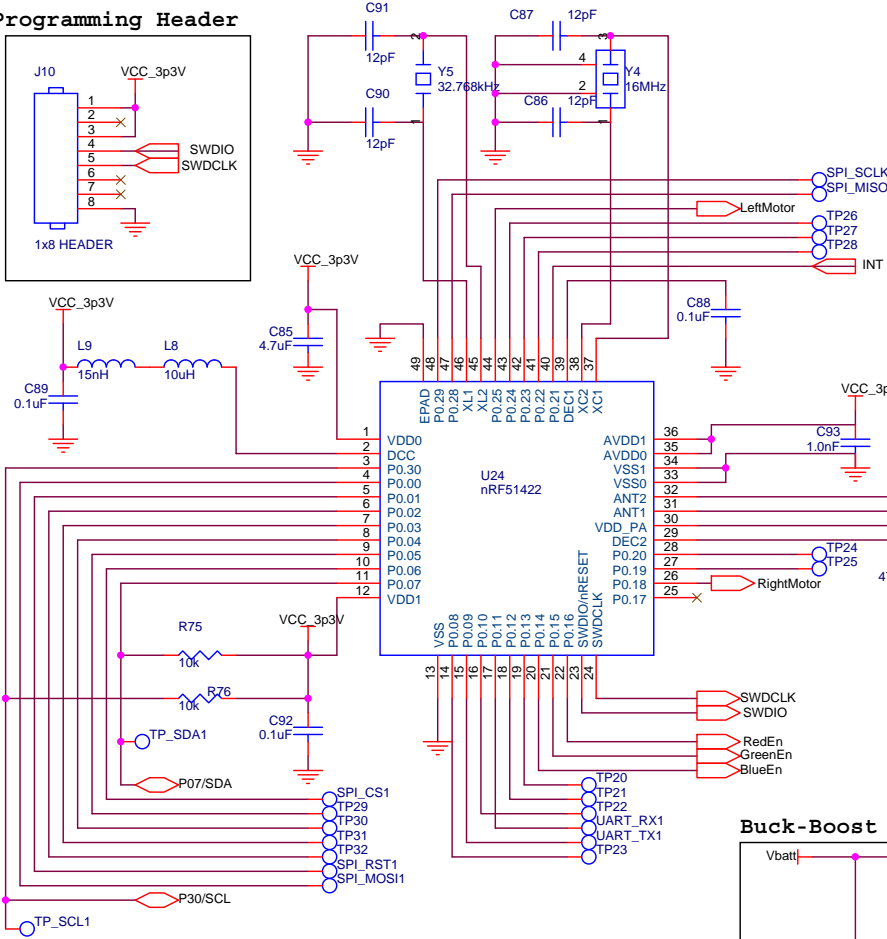 Programming Header
J10
VCC_3p3V
1
2
3
4
5
6
7
8
SWDIO
SWDCLK
1x8 HEADER
C91
12pF
2
Y5
32.768kHz
C90
12pF
1
C87
12pF
3
4
Y4
2
16MHz
C86
12pF
1
SPI_SCLK
SPI_MISO
LeftMotor
TP26
TP27
TP28
INT
VCC_3p3V
C85
4.7uF
C88
0.1uF
VCC_3p3V
L9
15nH
L8
10uH
C89
0.1uF
VCC_3p
C93
1.0nF
49
48
47
46
45
44
43
42
41
40
39
38
37
EPAD
P0.29
P0.28
XL1
XL2
P0.25
P0.24
P0.23
P0.22
P0.21
DEC1
XC2
XC1
U24
nRF51422
1 VDD0
2 DCC
3 P0.30
4 P0.00
5 P0.01
6 P0.02
7 P0.03
8 P0.04
9 P0.05
10 P0.06
11 P0.07
12 VDD1
AVDD1 36
AVDD0 35
VSS1 34
VSS0 33
ANT2 32
ANT1 31
VDD_PA 30
DEC2 29
P0.20 28
P0.19 27
P0.18 26
P0.17 25
TP24
TP25
RightMotor
47
VSS
P0.08
P0.09
P0.10
P0.11
P0.12
P0.13
P0.14
P0.15
P0.16
SWDIO/nRESET
SWDCLK
13
14
15
16
17
18
19
20
21
22
23
24
VCC_3p3V
R75
10k
R76
10k
C92
0.1uF
TP_SDA1
P07/SDA
SPI_CS1
TP29
TP30
TP31
TP32
SPI_RST1
SPI_MOSI1
P30/SCL
TP_SCL1
SWDCLK
SWDIO
RedEn
GreenEn
BlueEn
TP20
TP21
TP22
UART_RX1
UART_TX1
TP23
Buck-Boost
Vbatt